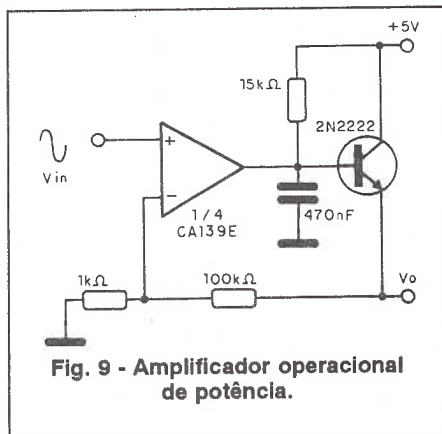 +5V
15kΩ
2N2222
+
Vin
-
1/4
CA139E
470nF
1kΩ
100kΩ
Vo
Fig. 9 - Amplificador operacional
de potência.